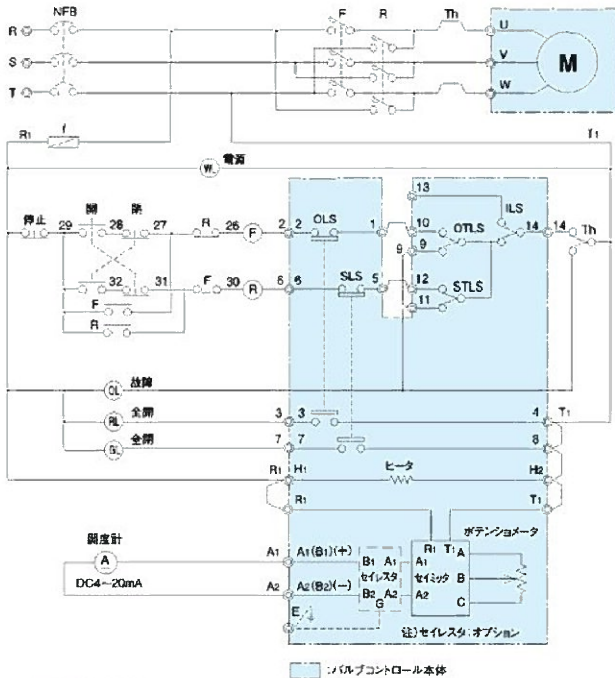 NFB F R Th
R U
S V M
T W
R1 f T1
WL 電源
13 ILS
停止 29 開 28 閉 27 R 26 F 2 2 OLS 1 10 OTLS 14 14 Th
9 9
32 31 F 30 R 6 6 SLS 5 12 STLS
11
F
R
OL 故障
RL 全開 3 3 4 T1
GL 全閉 7 7 8
R1 H1 ヒータ H2
R1 T1
ポテンショメータ
開度計 R1 T1 A
A A1 A1(B1)(+) B1 A1 A1
DC4～20mA セイレスタ セイミッタ B
A2 A2(B2)(−) B2 A2 A2
E G C
注)セイレスタ：オプション
：バルブコントロール本体